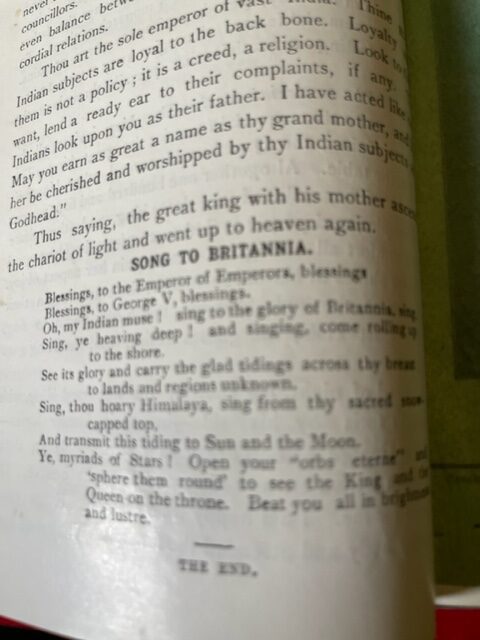 never
councillors.
even balance betw
cordial relations.
Thou art the sole emperor of vast India. Thine
Indian subjects are loyal to the back bone. Loyalty
them is not a policy ; it is a creed, a religion. Look to
want, lend a ready ear to their complaints, if any.
Indians look upon you as their father. I have acted like
May you earn as great a name as thy grand mother, and
her be cherished and worshipped by thy Indian subjects
Godhead."
Thus saying, the great king with his mother asce
the chariot of light and went up to heaven again.
SONG TO BRITANNIA.
Blessings, to the Emperor of Emperors, blessings
Blessings, to George V, blessings.
Oh, my Indian muse ! sing to the glory of Britannia, sing
Sing, ye heaving deep ! and singing, come rolling up
to the shore.
See its glory and carry the glad tidings across thy breast
to lands and regions unknown.
Sing, thou hoary Himalaya, sing from thy sacred snow-
capped top,
And transmit this tiding to Sun and the Moon.
Ye, myriads of Stars ! Open your "orbs eterne" and
'sphere them round' to see the King and the
Queen on the throne. Beat you all in brightness
and lustre.
THE END.